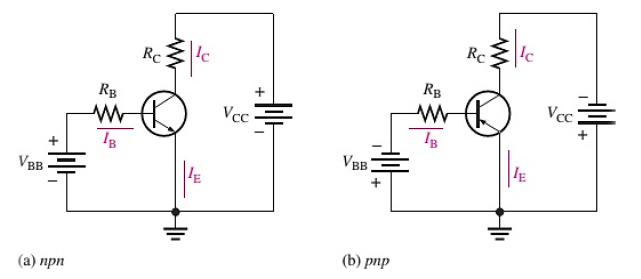 RC IC
RB
IB
VBB
+
−
VCC
+
−
IE
(a) npn
RC IC
RB
IB
VBB
−
+
VCC
−
+
IE
(b) pnp